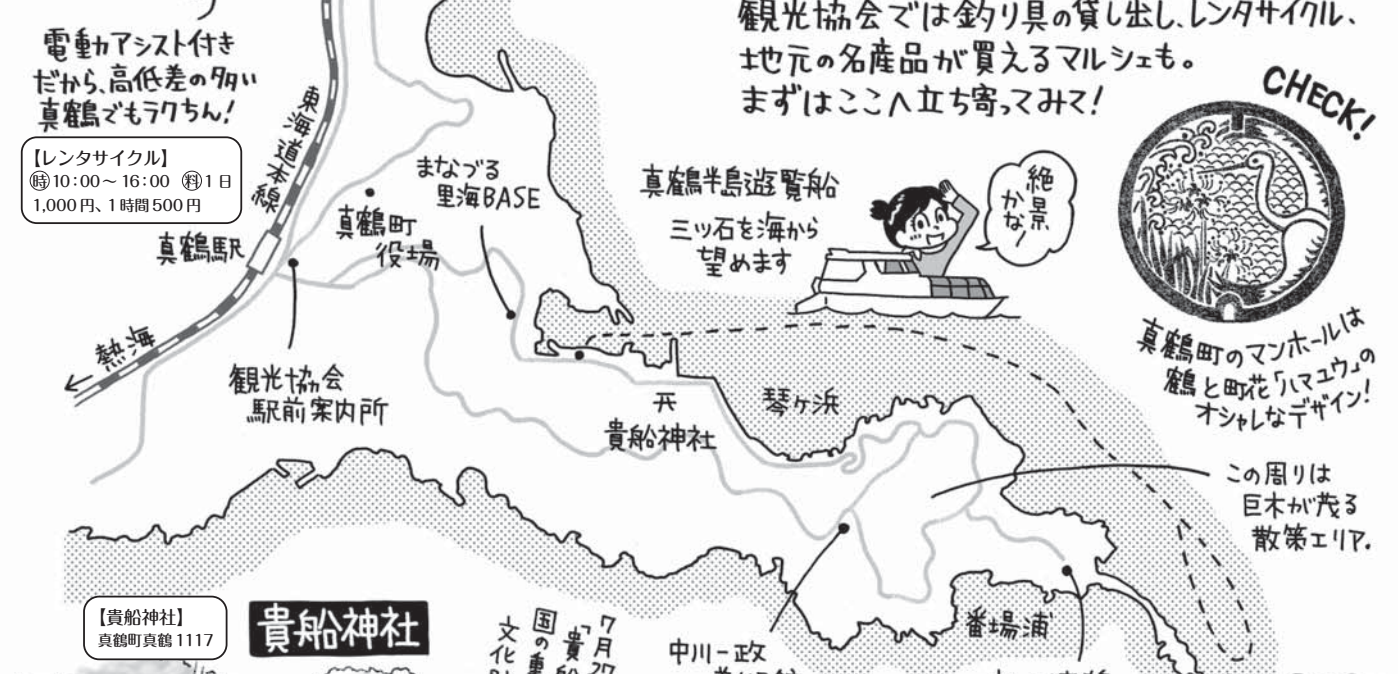 電動アシスト付き
だから、高低差の多い
真鶴でもラクちん!
【レンタサイクル】
時10:00~16:00 料1日
1,000円、1時間500円
東海道本線
真鶴駅
熱海
真鶴町
役場
まなづる
里海BASE
観光協会
駅前案内所
観光協会では釣り具の貸し出し、レンタサイクル、
地元の名産品が買えるマルシェも。
まずはここへ立ち寄ってみて!
真鶴半島遊覧船
三ッ石を海から
望めます
絶景
かな!
CHECK!
真鶴町のマンホールは
鶴と町花「ハマユウ」の
オシャレなデザイン!
貴船神社
琴ヶ浜
この周りは
巨木が茂る
散策エリア.
番場浦
中川一政
【貴船神社】
真鶴町真鶴1117
貴船神社
7月27
「貴船
国の重
文化